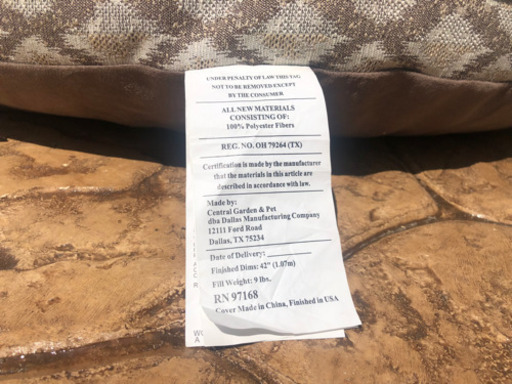 UNDER PENALTY OF LAW THIS TAG
NOT TO BE REMOVED EXCEPT
BY THE CONSUMER
ALL NEW MATERIALS
CONSISTING OF:
100% Polyester Fibers
REG. NO. OH 79264 (TX)
Certification is made by the manufacturer
that the materials in this article are
described in accordance with law.
Made by:
Central Garden & Pet
dba Dallas Manufacturing Company
12111 Ford Road
Dallas, TX 75234
Date of Delivery:
Finished Dims: 42" (1.07m)
Fill Weight: 9 lbs.
RN 97168
Cover Made in China, Finished in USA